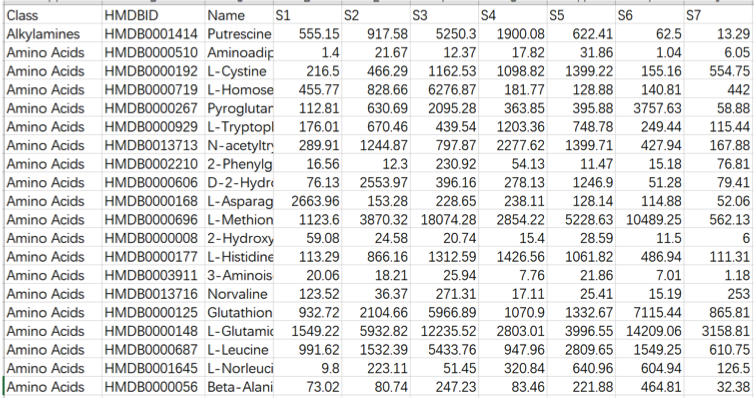 Class HMDBID Name S1 S2 S3 S4 S5 S6 S7
Alkylamines HMDB0001414 Putrescine 555.15 917.58 5250.3 1900.08 622.41 62.5 13.29
Amino Acids HMDB0000510 Aminoadip 1.4 21.67 12.37 17.82 31.86 1.04 6.05
Amino Acids HMDB0000192 L-Cystine 216.5 466.29 1162.53 1098.82 1399.22 155.16 554.75
Amino Acids HMDB0000719 L-Homose 455.77 828.66 6276.87 181.77 128.88 140.81 442
Amino Acids HMDB0000267 Pyroglutar 112.81 630.69 2095.28 363.85 395.88 3757.63 58.88
Amino Acids HMDB0000929 L-Tryptopl 176.01 670.46 439.54 1203.36 748.78 249.44 115.44
Amino Acids HMDB0013713 N-acetyltry 289.91 1244.87 797.87 2277.62 1399.71 427.94 167.88
Amino Acids HMDB0002210 2-Phenylg 16.56 12.3 230.92 54.13 11.47 15.18 76.81
Amino Acids HMDB0000606 D-2-Hydro 76.13 2553.97 396.16 278.13 1246.9 51.28 79.41
Amino Acids HMDB0000168 L-Asparag 2663.96 153.28 228.65 238.11 128.14 114.88 52.06
Amino Acids HMDB0000696 L-Methion 1123.6 3870.32 18074.28 2854.22 5228.63 10489.25 562.13
Amino Acids HMDB0000008 2-Hydroxy 59.08 24.58 20.74 15.4 28.59 11.5 6
Amino Acids HMDB0000177 L-Histidine 113.29 866.16 1312.59 1426.56 1061.82 486.94 111.31
Amino Acids HMDB0003911 3-Aminois 20.06 18.21 25.94 7.76 21.86 7.01 1.18
Amino Acids HMDB0013716 Norvaline 123.52 36.37 271.31 17.11 25.41 15.19 253
Amino Acids HMDB0000125 Glutathion 932.72 2104.66 5966.89 1070.9 1332.67 7115.44 865.81
Amino Acids HMDB0000148 L-Glutamic 1549.22 5932.82 12235.52 2803.01 3996.55 14209.06 3158.81
Amino Acids HMDB0000687 L-Leucine 991.62 1532.39 5433.76 947.96 2809.65 1549.25 610.75
Amino Acids HMDB0001645 L-Norleuci 9.8 223.11 51.45 320.84 640.96 604.94 126.5
Amino Acids HMDB0000056 Beta-Alani 73.02 80.74 247.23 83.46 221.88 464.81 32.38